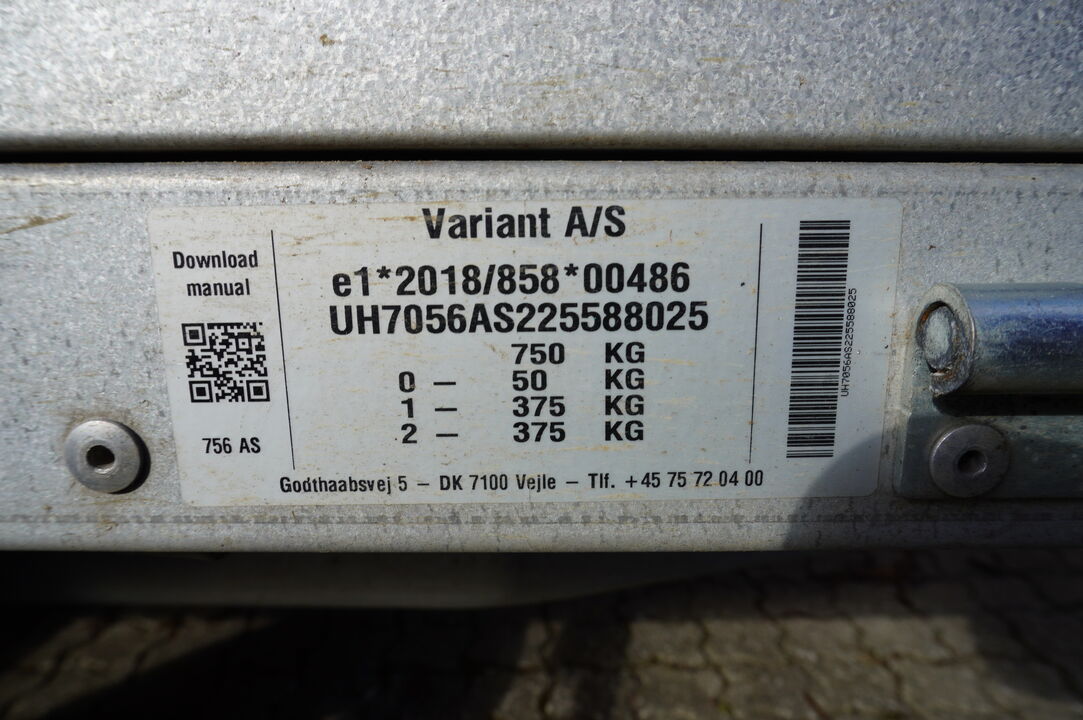 Variant A/S
Download
manual
e1*2018/858*00486
UH7056AS225588025
750 KG
0 – 50 KG
1 – 375 KG
2 – 375 KG
756 AS
Godthaabsvej 5 – DK 7100 Vejle – Tlf. +45 75 72 04 00
UH7056AS225588025